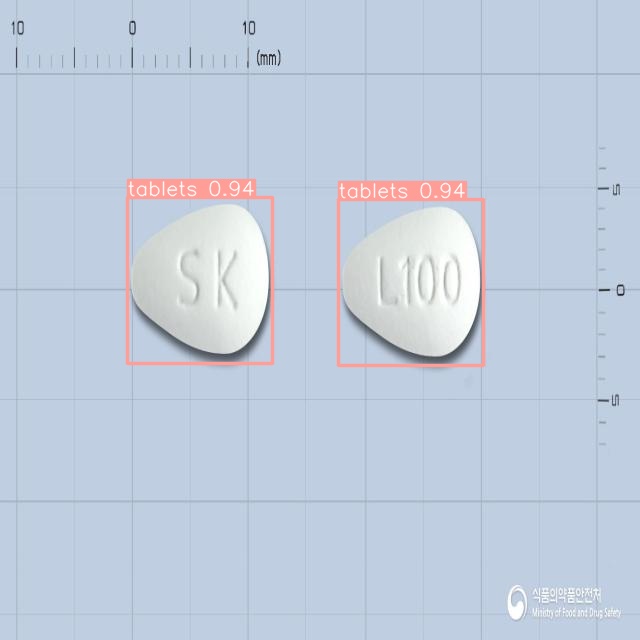 10 0 10
(mm)
tablets 0.94
tablets 0.94
SK
L100
5
0
5
식품의약품안전처
Ministry of Food and Drug Safety